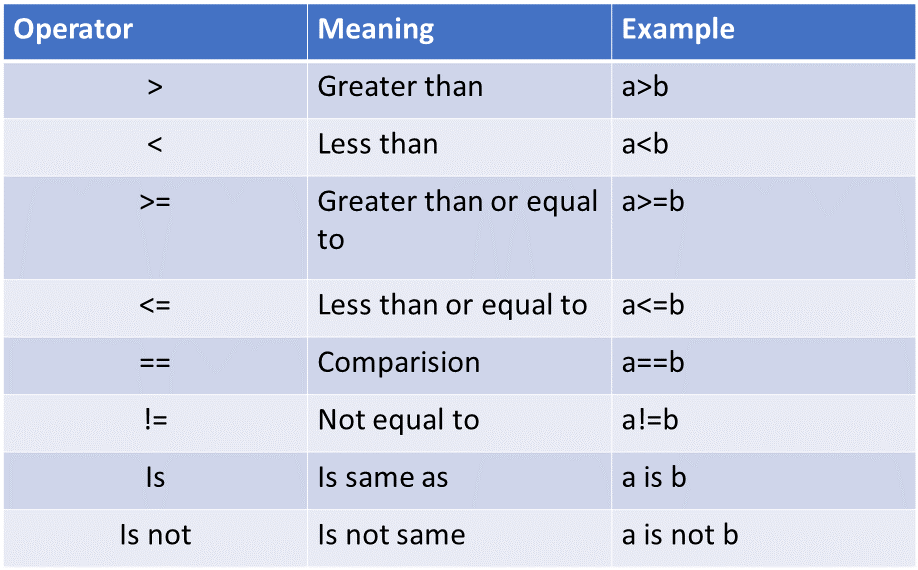 Operator Meaning Example
> Greater than a>b
< Less than a<b
>= Greater than or equal a>=b
to
<= Less than or equal to a<=b
== Comparision a==b
!= Not equal to a!=b
Is Is same as a is b
Is not Is not same a is not b